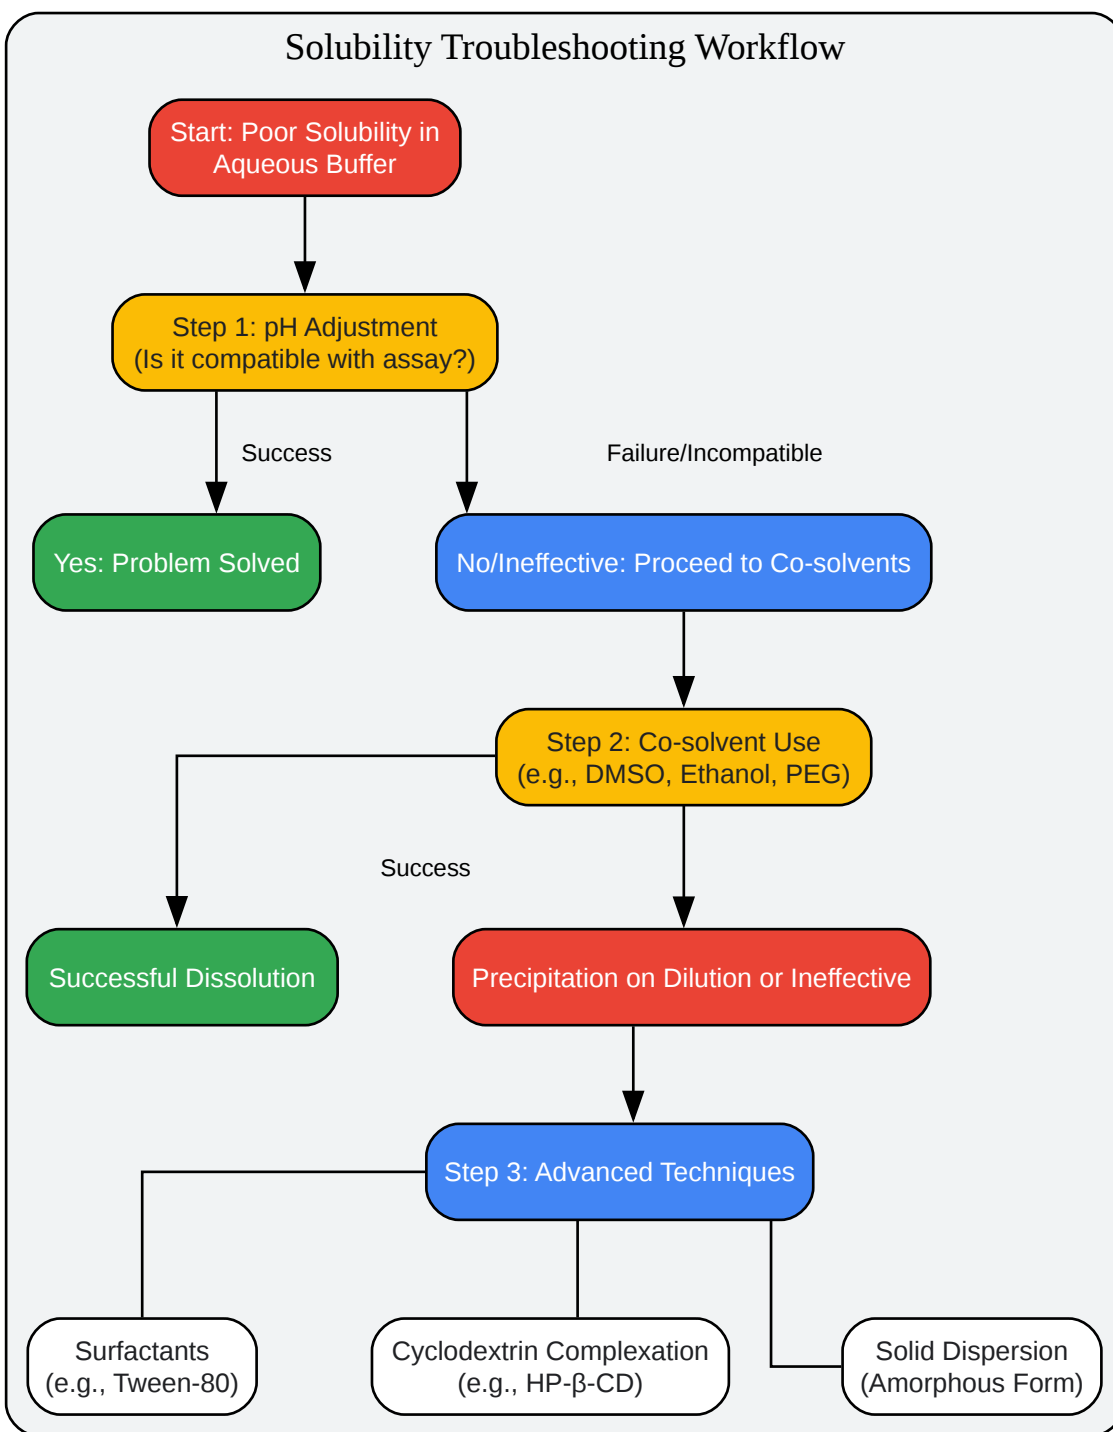 Solubility Troubleshooting Workflow
Start: Poor Solubility in
Aqueous Buffer
Step 1: pH Adjustment
(Is it compatible with assay?)
Success
Failure/Incompatible
Yes: Problem Solved
No/Ineffective: Proceed to Co-solvents
Step 2: Co-solvent Use
(e.g., DMSO, Ethanol, PEG)
Success
Successful Dissolution
Precipitation on Dilution or Ineffective
Step 3: Advanced Techniques
Surfactants
(e.g., Tween-80)
Cyclodextrin Complexation
(e.g., HP-β-CD)
Solid Dispersion
(Amorphous Form)